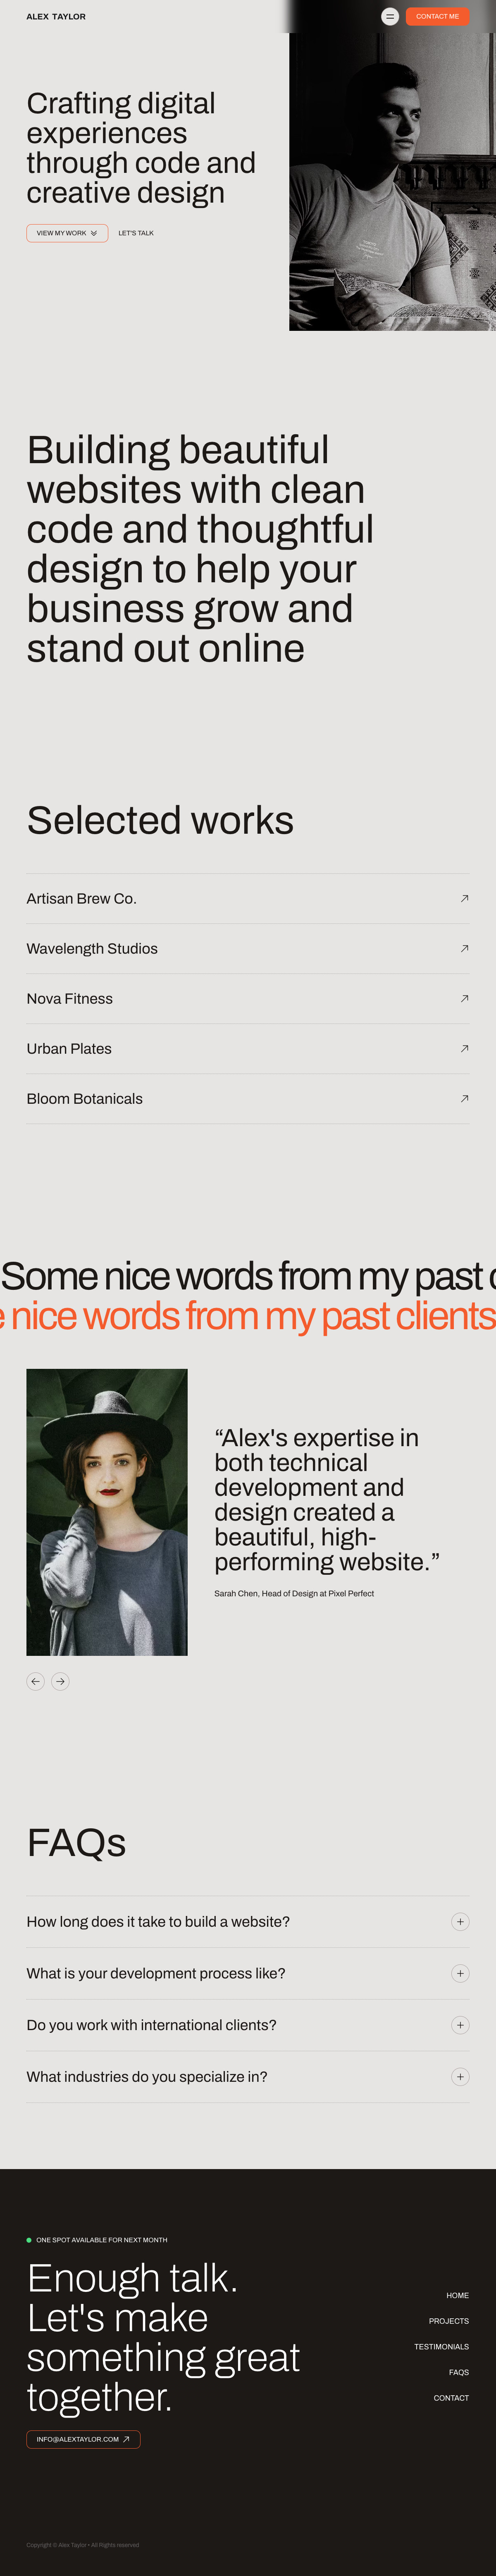 ALEX TAYLOR
CONTACT ME
Crafting digital
experiences
through code and
creative design
VIEW MY WORK
LET'S TALK
Building beautiful
websites with clean
code and thoughtful
design to help your
business grow and
stand out online
Selected works
Artisan Brew Co.
Wavelength Studios
Nova Fitness
Urban Plates
Bloom Botanicals
Some nice words from my past c
e nice words from my past clients
“Alex's expertise in
both technical
development and
design created a
beautiful, high-
performing website.”
Sarah Chen, Head of Design at Pixel Perfect
FAQs
How long does it take to build a website?
What is your development process like?
Do you work with international clients?
What industries do you specialize in?
ONE SPOT AVAILABLE FOR NEXT MONTH
Enough talk.
Let's make
something great
together.
INFO@ALEXTAYLOR.COM
HOME
PROJECTS
TESTIMONIALS
FAQS
CONTACT
Copyright © Alex Taylor • All Rights reserved